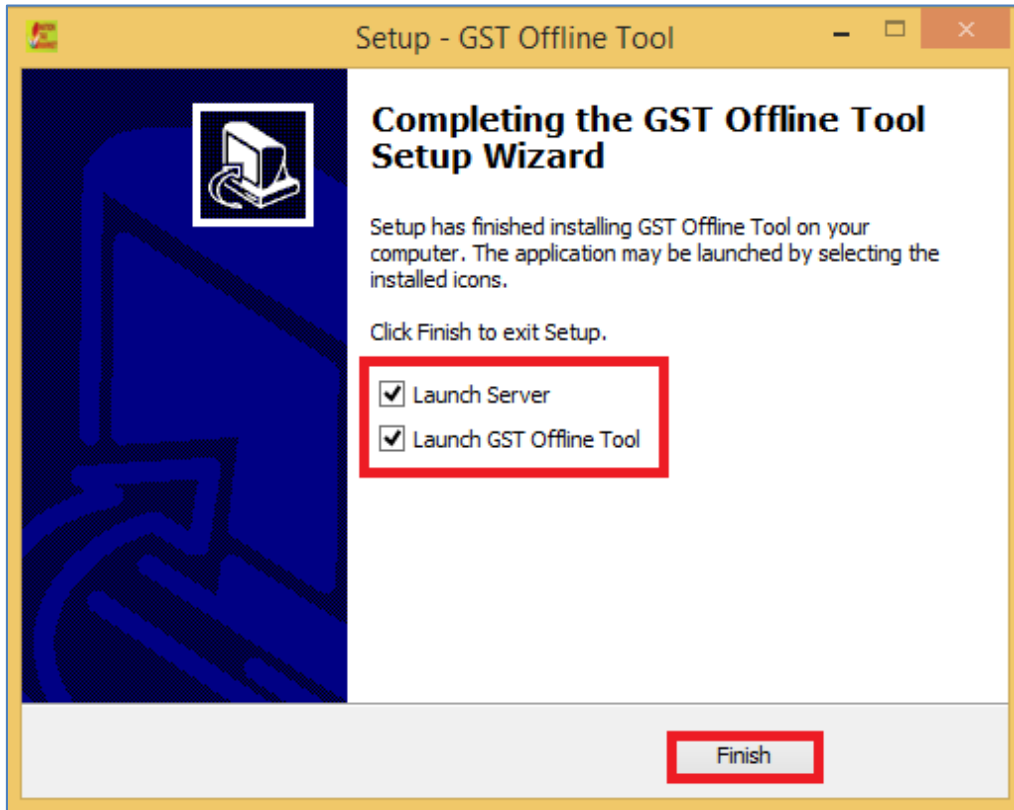 Setup - GST Offline Tool
Completing the GST Offline Tool
Setup Wizard
Setup has finished installing GST Offline Tool on your
computer. The application may be launched by selecting the
installed icons.
Click Finish to exit Setup.
Launch Server
Launch GST Offline Tool
Finish